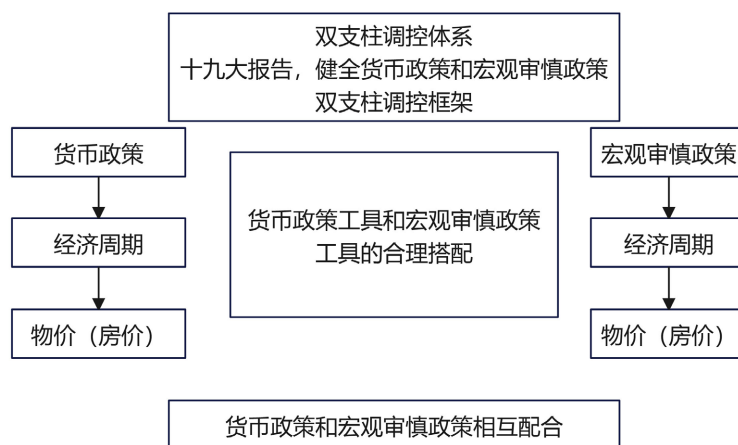 双支柱调控体系
十九大报告，健全货币政策和宏观审慎政策
双支柱调控框架
货币政策
宏观审慎政策
货币政策工具和宏观审慎政策
工具的合理搭配
经济周期
经济周期
物价（房价）
物价（房价）
货币政策和宏观审慎政策相互配合